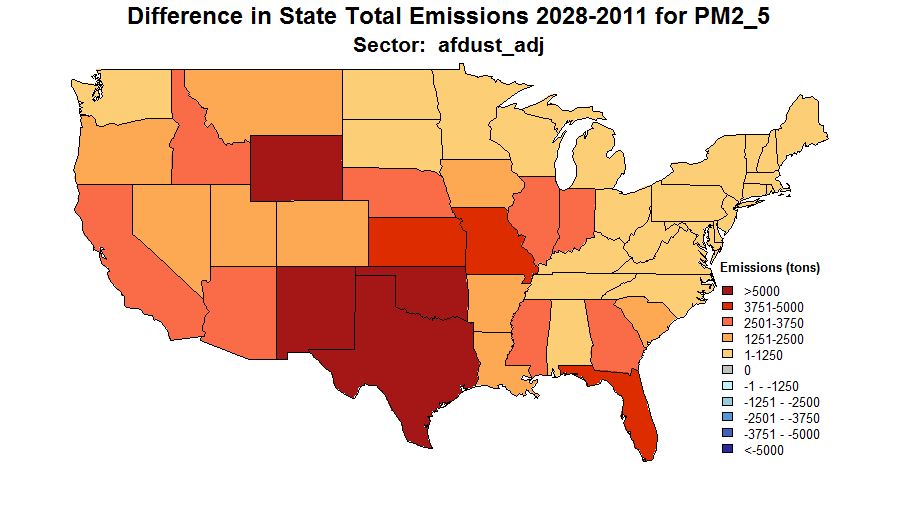 Difference in State Total Emissions 2028-2011 for PM2_5
Sector: afdust_adj
Emissions (tons)
>5000
3751-5000
2501-3750
1251-2500
1-1250
0
-1 - -1250
-1251 - -2500
-2501 - -3750
-3751 - -5000
<-5000